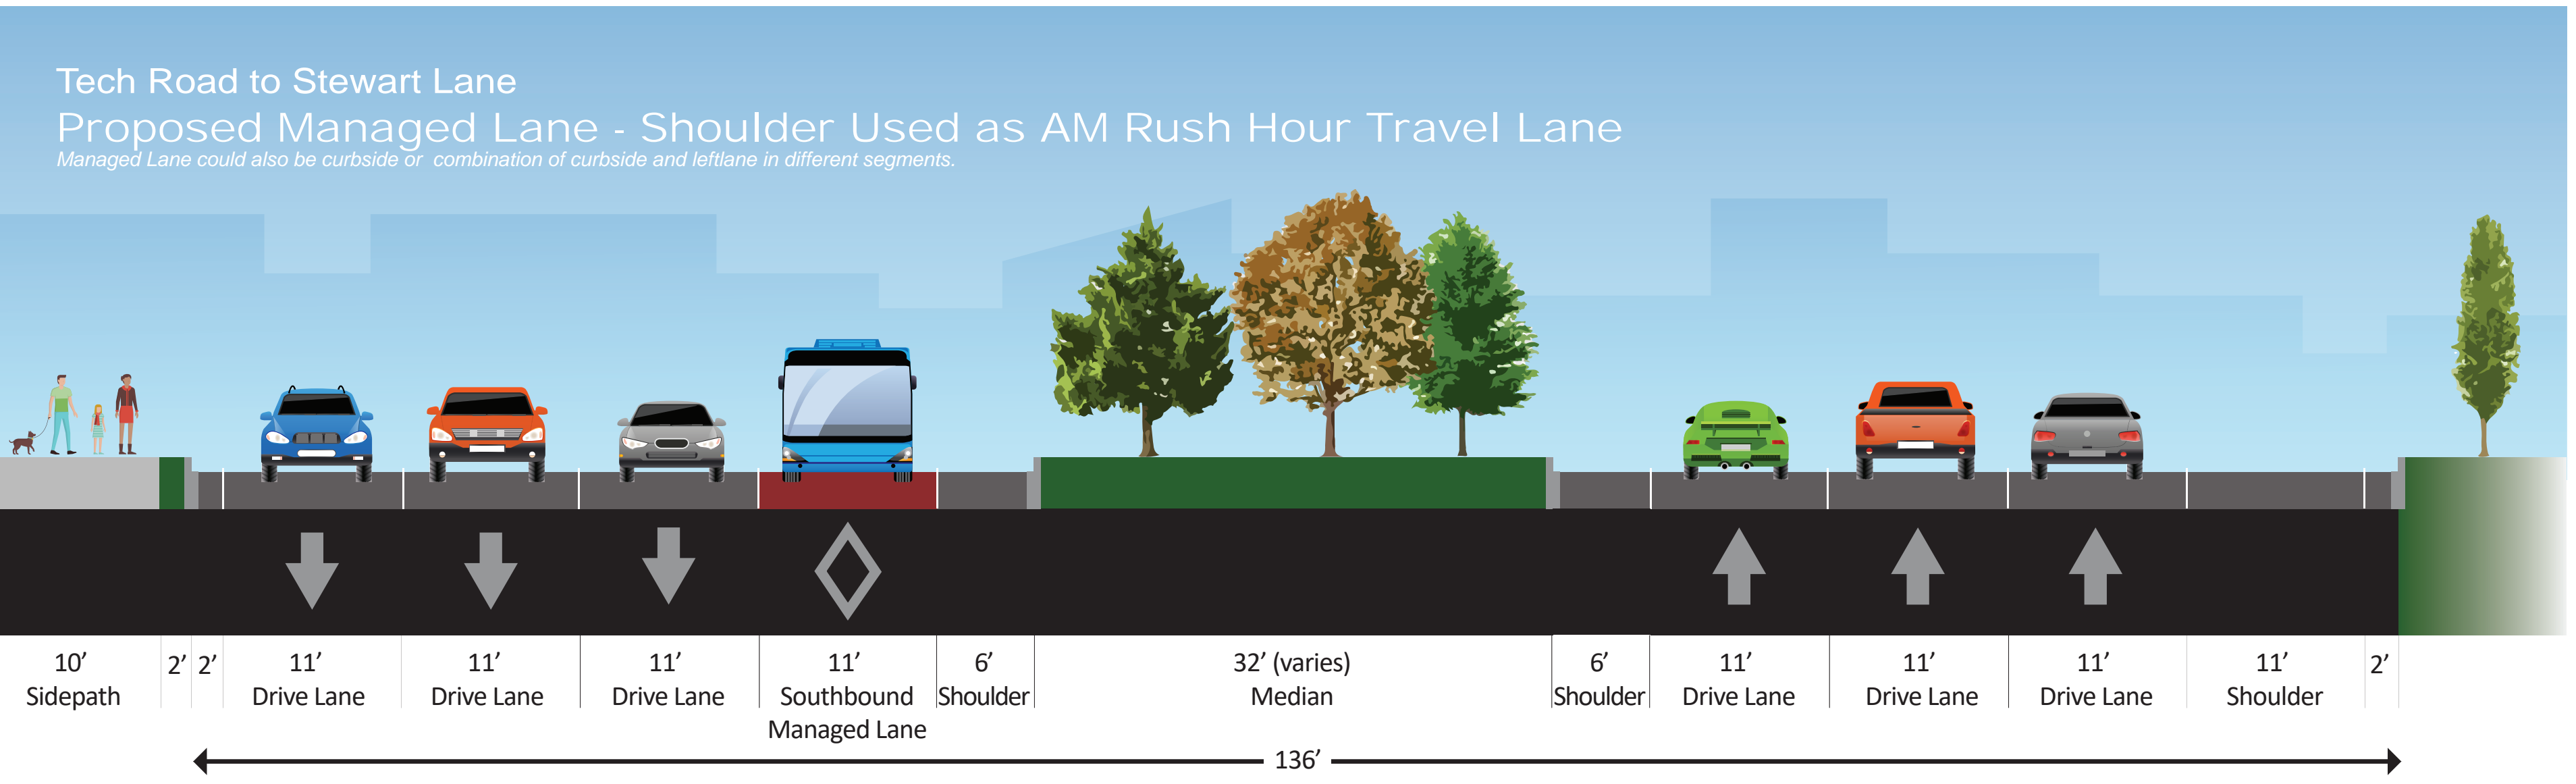 Tech Road to Stewart Lane
Proposed Managed Lane - Shoulder Used as AM Rush Hour Travel Lane
Managed Lane could also be curbside or combination of curbside and leftlane in different segments.
10’ 2’ 2’ 11’ 11’ 11’ 11’ 6’ 32’ (varies) 6’ 11’ 11’ 11’ 11’ 2’
Sidepath Drive Lane Drive Lane Drive Lane Southbound Shoulder Median Shoulder Drive Lane Drive Lane Drive Lane Shoulder
Managed Lane
136’